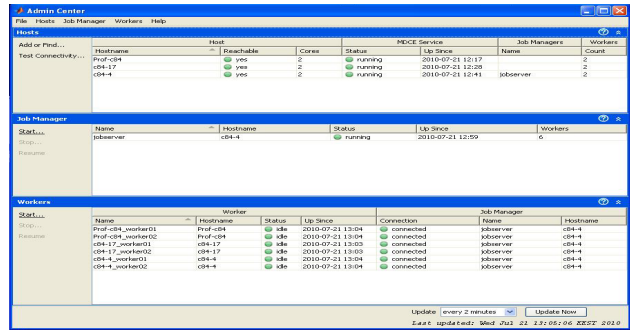 Admin Center
File Hosts Job Manager Workers Help
Hosts
Add or Find...
Test Connectivity...
Host MDCE Service Job Managers Workers
Hostname Reachable Cores Status Up Since Name Count
Prof-c84 yes 2 running 2010-07-21 12:17 2
c84-17 yes 2 running 2010-07-21 12:28 2
c84-4 yes 2 running 2010-07-21 12:41 jobserver 2
Job Manager
Start...
Stop...
Resume
Name Hostname Status Up Since Workers
jobserver c84-4 running 2010-07-21 12:59 6
Workers
Start...
Stop...
Resume
Worker Job Manager
Name Hostname Status Up Since Connection Name Hostname
Prof-c84_worker01 Prof-c84 idle 2010-07-21 13:04 connected jobserver c84-4
Prof-c84_worker02 Prof-c84 idle 2010-07-21 13:04 connected jobserver c84-4
c84-17_worker01 c84-17 idle 2010-07-21 13:03 connected jobserver c84-4
c84-17_worker02 c84-17 idle 2010-07-21 13:03 connected jobserver c84-4
c84-4_worker01 c84-4 idle 2010-07-21 13:04 connected jobserver c84-4
c84-4_worker02 c84-4 idle 2010-07-21 13:04 connected jobserver c84-4
Update every 2 minutes Update Now
Last updated: Wed Jul 21 13:05:06 EEST 2010